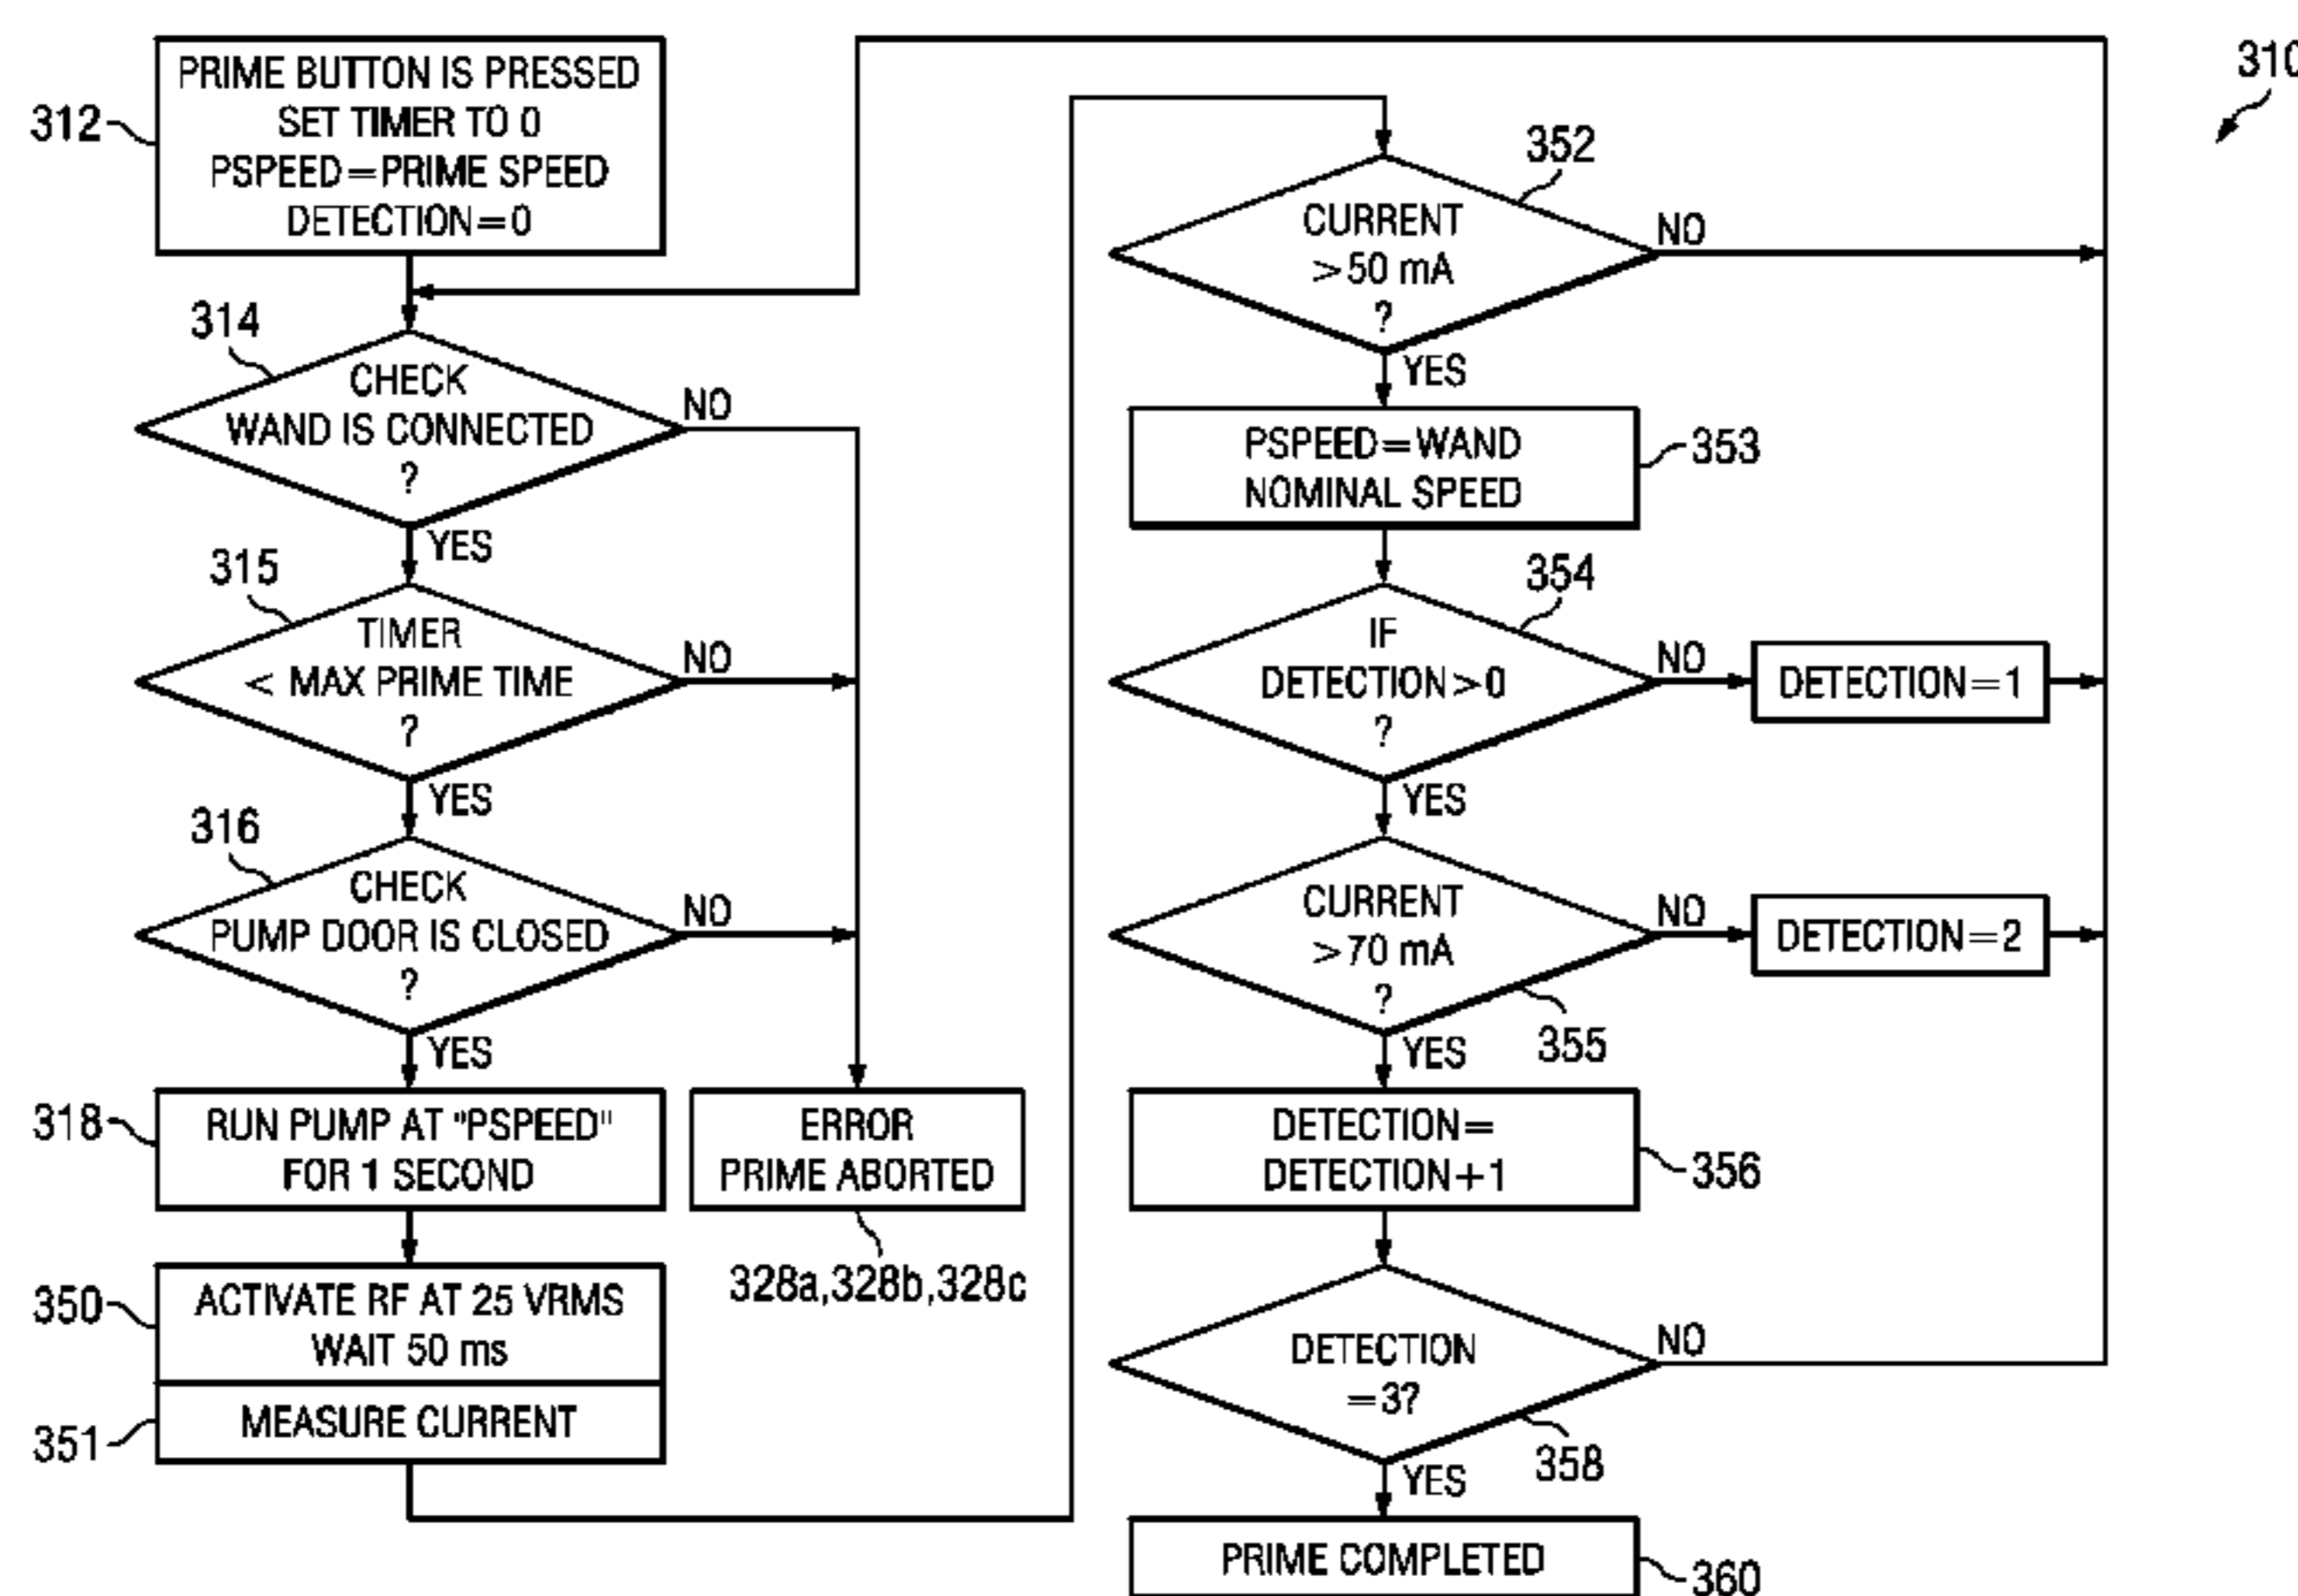 310
312
PRIME BUTTON IS PRESSED
SET TIMER TO 0
PSPEED=PRIME SPEED
DETECTION=0
314
CHECK
WAND IS CONNECTED
?
NO
YES
315
TIMER
< MAX PRIME TIME
?
NO
YES
316
CHECK
PUMP DOOR IS CLOSED
?
NO
YES
318
RUN PUMP AT "PSPEED"
FOR 1 SECOND
ERROR
PRIME ABORTED
328a,328b,328c
350
ACTIVATE RF AT 25 VRMS
WAIT 50 ms
351
MEASURE CURRENT
352
CURRENT
>50 mA
?
NO
YES
PSPEED=WAND
NOMINAL SPEED
353
354
IF
DETECTION>0
?
NO
DETECTION=1
YES
CURRENT
>70 mA
?
NO
DETECTION=2
355
YES
DETECTION=
DETECTION+1
356
DETECTION
=3?
NO
358
YES
PRIME COMPLETED
360